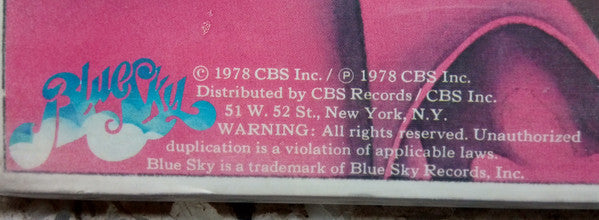 Blue Sky
© 1978 CBS Inc. / ℗ 1978 CBS Inc.
Distributed by CBS Records / CBS Inc.
51 W. 52 St., New York, N.Y.
WARNING: All rights reserved. Unauthorized
duplication is a violation of applicable laws.
Blue Sky is a trademark of Blue Sky Records, Inc.